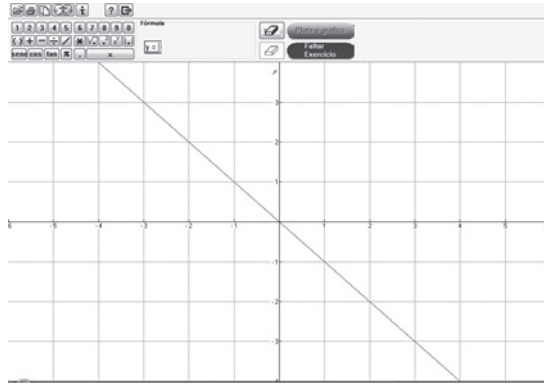 Fórmula
1 2 3 4 5 6 7 8 9 0
( ) + − ÷ /
seno cos tan π . x
y =
Plotar gráfico
Faltar
Exercício
y
3
2
1
-5 -4 -3 -2 -1 0 1 2 3 4 5
-1
-2
-3